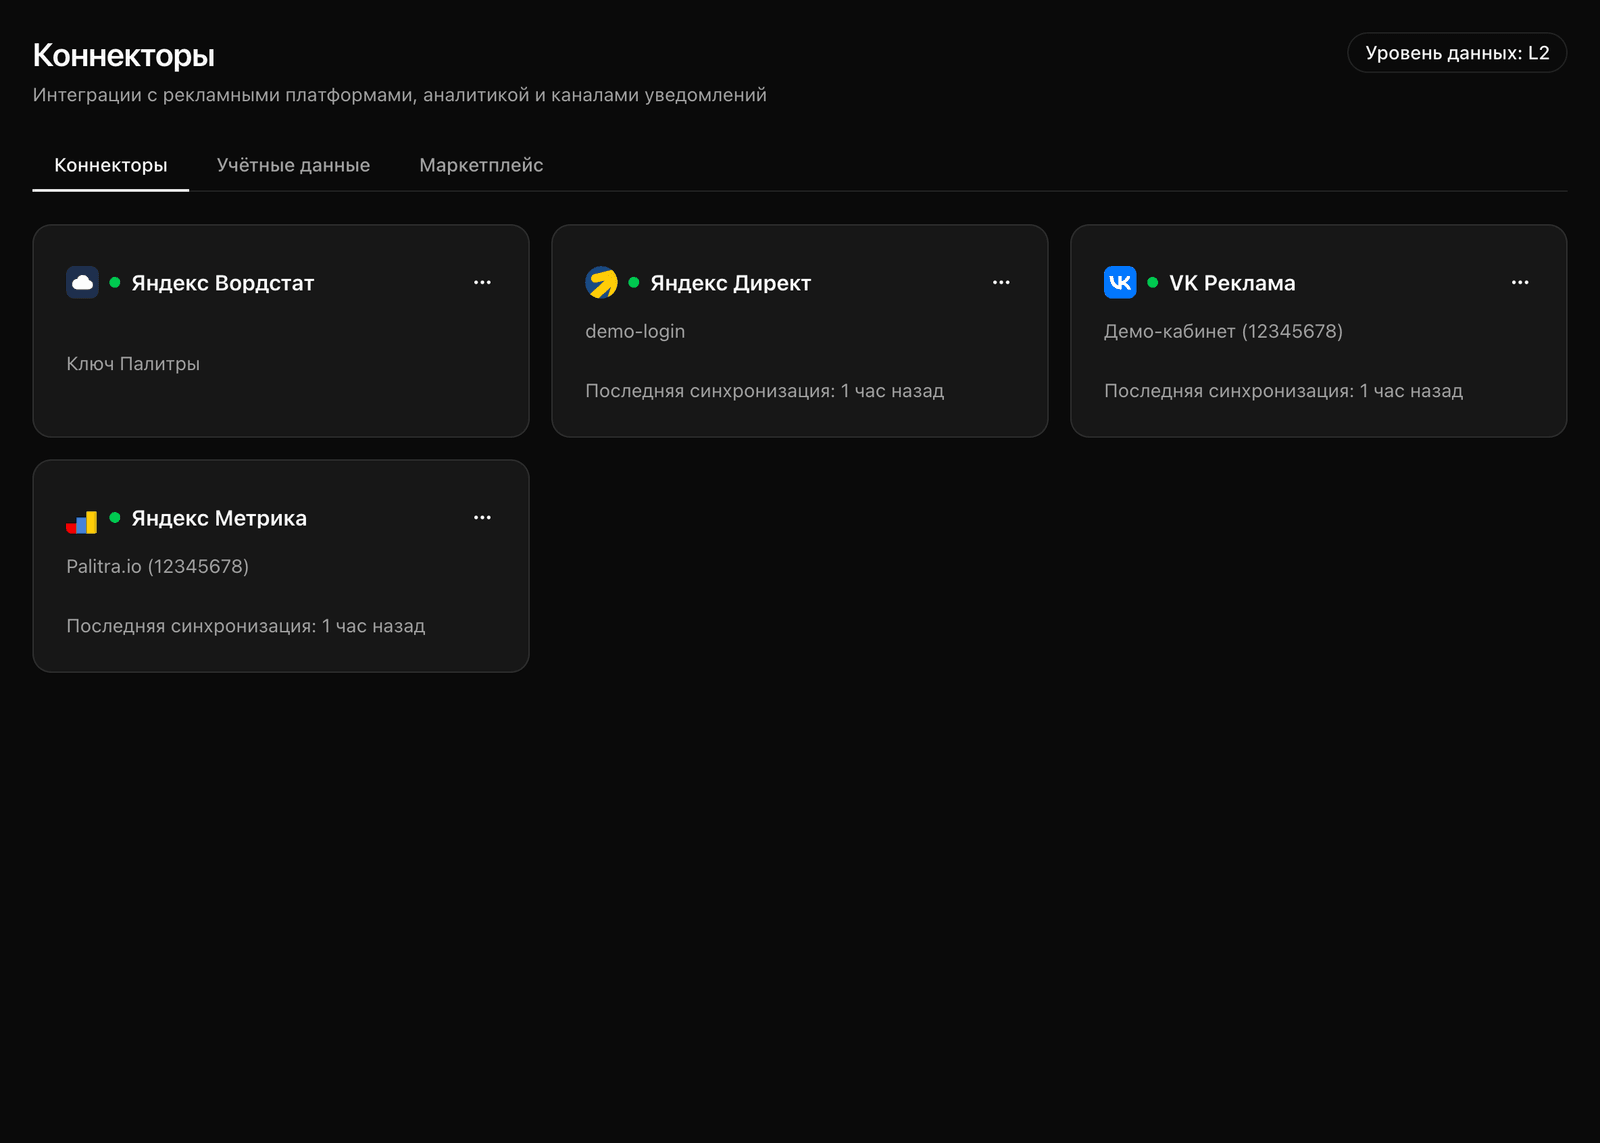 Коннекторы
Уровень данных: L2
Интеграции с рекламными платформами, аналитикой и каналами уведомлений
Коннекторы
Учётные данные
Маркетплейс
Яндекс Вордстат
Ключ Палитры
Яндекс Директ
demo-login
Последняя синхронизация: 1 час назад
VK
VK Реклама
Демо-кабинет (12345678)
Последняя синхронизация: 1 час назад
Яндекс Метрика
Palitra.io (12345678)
Последняя синхронизация: 1 час назад